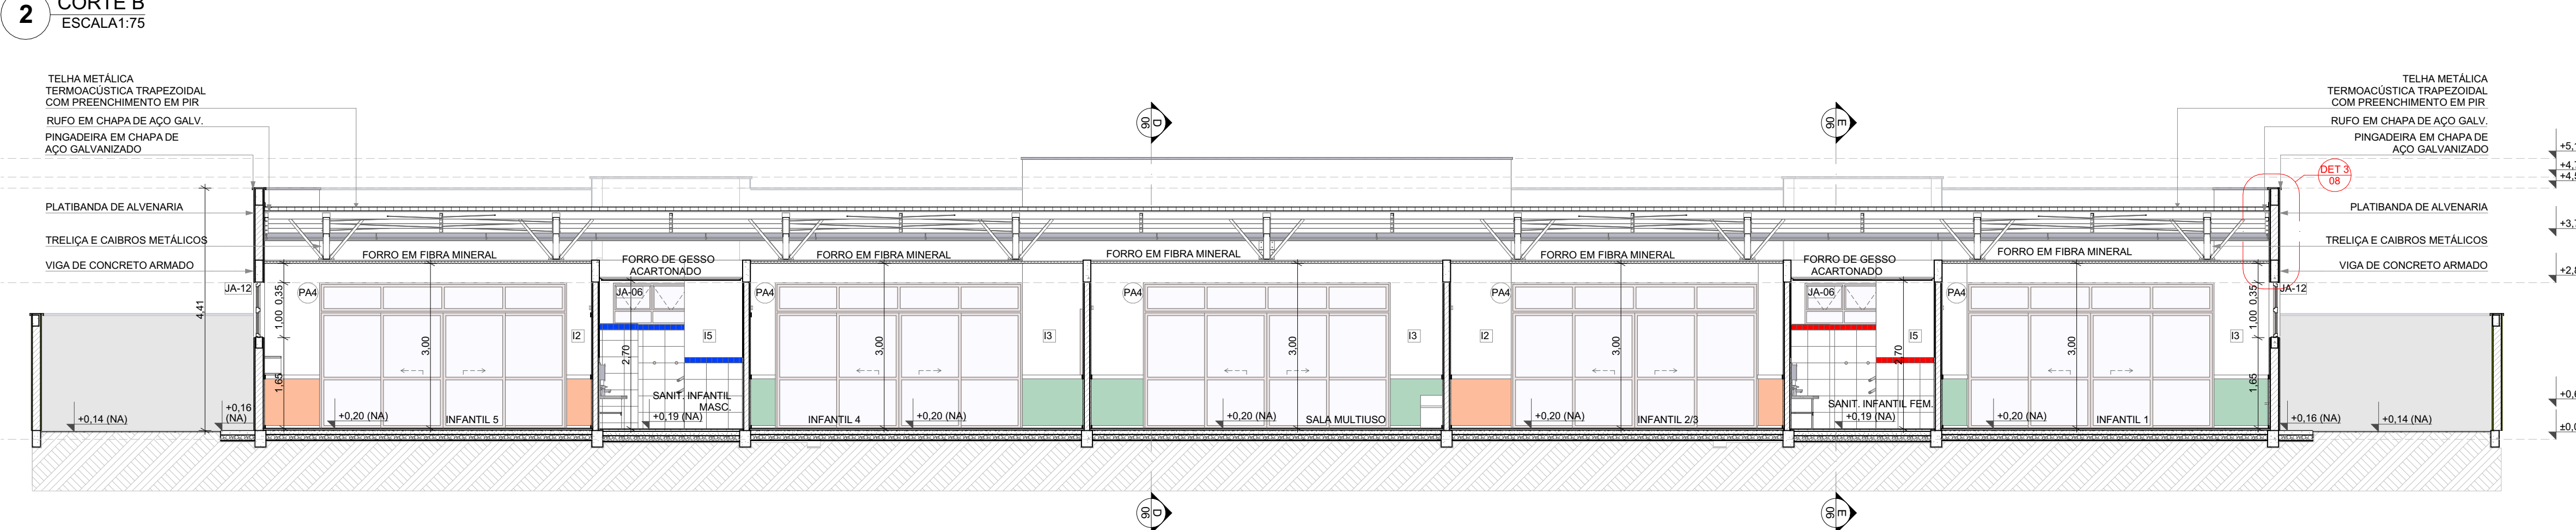 2
CORTE B
ESCALA1:75
TELHA METÁLICA
TERMOACÚSTICA TRAPEZOIDAL
COM PREENCHIMENTO EM PIR
RUFO EM CHAPA DE AÇO GALV.
PINGADEIRA EM CHAPA DE
AÇO GALVANIZADO
PLATIBANDA DE ALVENARIA
TRELIÇA E CAIBROS METÁLICOS
VIGA DE CONCRETO ARMADO
TELHA METÁLICA
TERMOACÚSTICA TRAPEZOIDAL
COM PREENCHIMENTO EM PIR
RUFO EM CHAPA DE AÇO GALV.
PINGADEIRA EM CHAPA DE
AÇO GALVANIZADO
DET 3
08
PLATIBANDA DE ALVENARIA
TRELIÇA E CAIBROS METÁLICOS
VIGA DE CONCRETO ARMADO
D
06
E
06
FORRO EM FIBRA MINERAL
FORRO DE GESSO
ACARTONADO
FORRO EM FIBRA MINERAL
FORRO EM FIBRA MINERAL
FORRO EM FIBRA MINERAL
FORRO DE GESSO
ACARTONADO
FORRO EM FIBRA MINERAL
4,41
JA-12
0,35
1,00
1,65
PA4
3,00
I2
JA-06
2,70
I5
PA4
3,00
I3
PA4
3,00
I3
I2
PA4
3,00
JA-06
2,70
I5
PA4
3,00
I3
0,35
1,00
1,65
JA-12
+0,14 (NA)
+0,16
(NA)
+0,20 (NA)
INFANTIL 5
SANIT. INFANTIL
MASC.
+0,19 (NA)
INFANTIL 4
+0,20 (NA)
+0,20 (NA)
SALA MULTIUSO
+0,20 (NA)
INFANTIL 2/3
SANIT. INFANTIL FEM.
+0,19 (NA)
+0,20 (NA)
INFANTIL 1
+0,16 (NA)
+0,14 (NA)
D
06
E
06